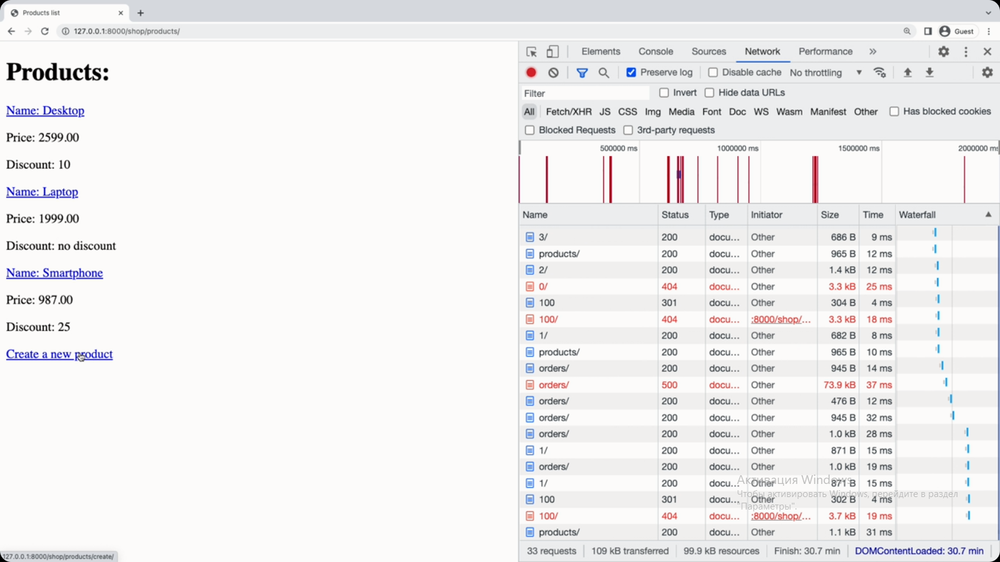 Products list
127.0.0.1:8000/shop/products/
Guest
Products:
Name: Desktop
Price: 2599.00
Discount: 10
Name: Laptop
Price: 1999.00
Discount: no discount
Name: Smartphone
Price: 987.00
Discount: 25
Create a new product
127.0.0.1:8000/shop/products/create/
Elements Console Sources Network Performance
Preserve log Disable cache No throttling
Filter Invert Hide data URLs
All Fetch/XHR JS CSS Img Media Font Doc WS Wasm Manifest Other Has blocked cookies
Blocked Requests 3rd-party requests
500000 ms 1000000 ms 1500000 ms 2000000 ms
Name Status Type Initiator Size Time Waterfall
3/ 200 docu... Other 686 B 9 ms
products/ 200 docu... Other 965 B 12 ms
2/ 200 docu... Other 1.4 kB 12 ms
0/ 404 docu... Other 3.3 kB 25 ms
100 301 docu... Other 304 B 4 ms
100/ 404 docu... :8000/shop/... 3.3 kB 18 ms
1/ 200 docu... Other 682 B 8 ms
products/ 200 docu... Other 965 B 10 ms
orders/ 200 docu... Other 945 B 14 ms
orders/ 500 docu... Other 73.9 kB 37 ms
orders/ 200 docu... Other 476 B 12 ms
orders/ 200 docu... Other 945 B 32 ms
orders/ 200 docu... Other 1.0 kB 28 ms
1/ 200 docu... Other 871 B 15 ms
orders/ 200 docu... Other 1.0 kB 19 ms
1/ 200 docu... Other 871 B 15 ms
100 301 docu... Other 302 B 4 ms
100/ 404 docu... :8000/shop/... 3.7 kB 19 ms
products/ 200 docu... Other 1.1 kB 31 ms
Активация Windows
Чтобы активировать Windows, перейдите в раздел
"Параметры".
33 requests 109 kB transferred 99.9 kB resources Finish: 30.7 min DOMContentLoaded: 30.7 min